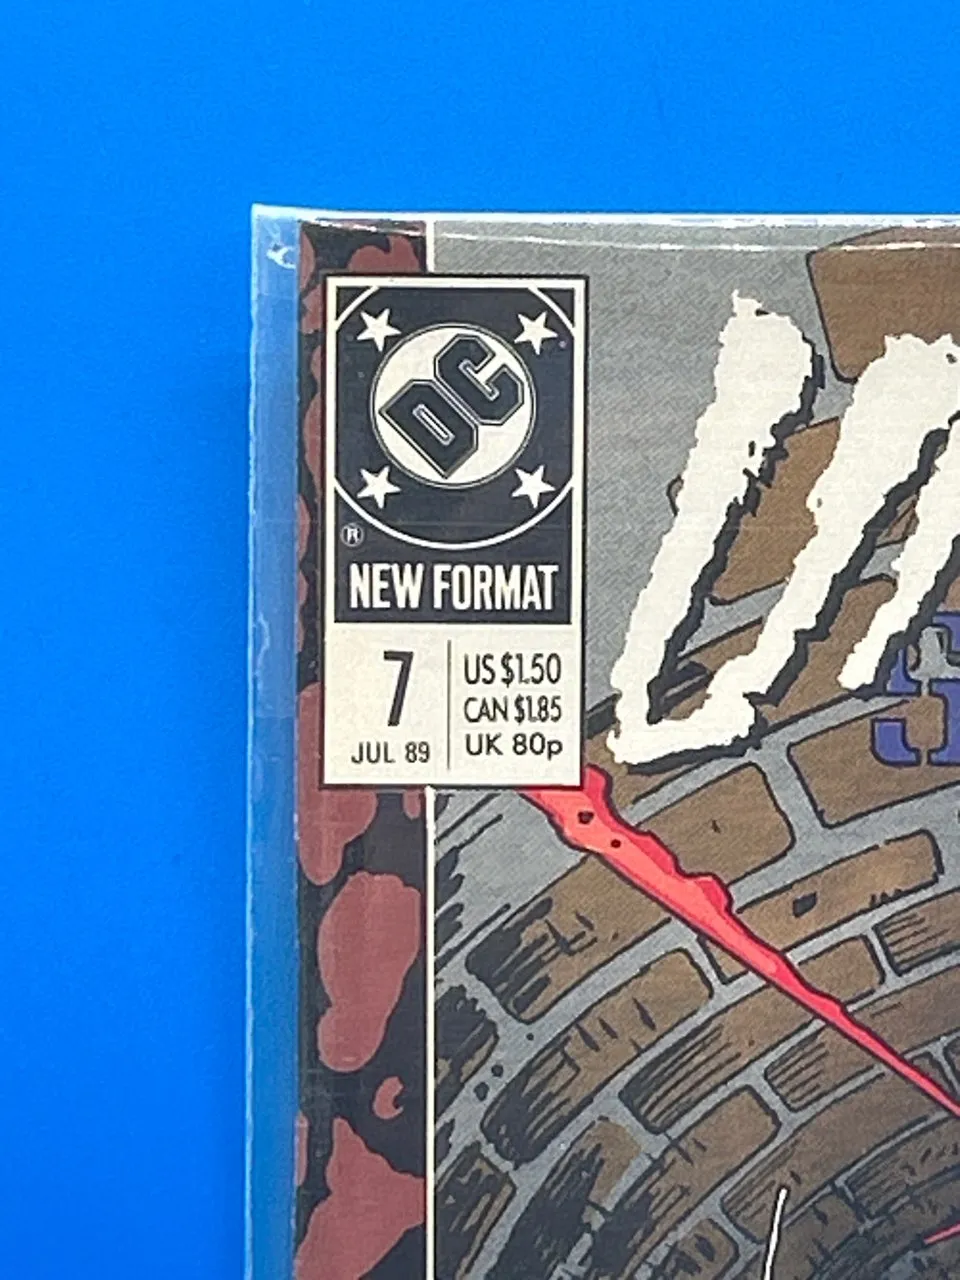 DC
®
NEW FORMAT
7
JUL 89
US $1.50
CAN $1.85
UK 80p